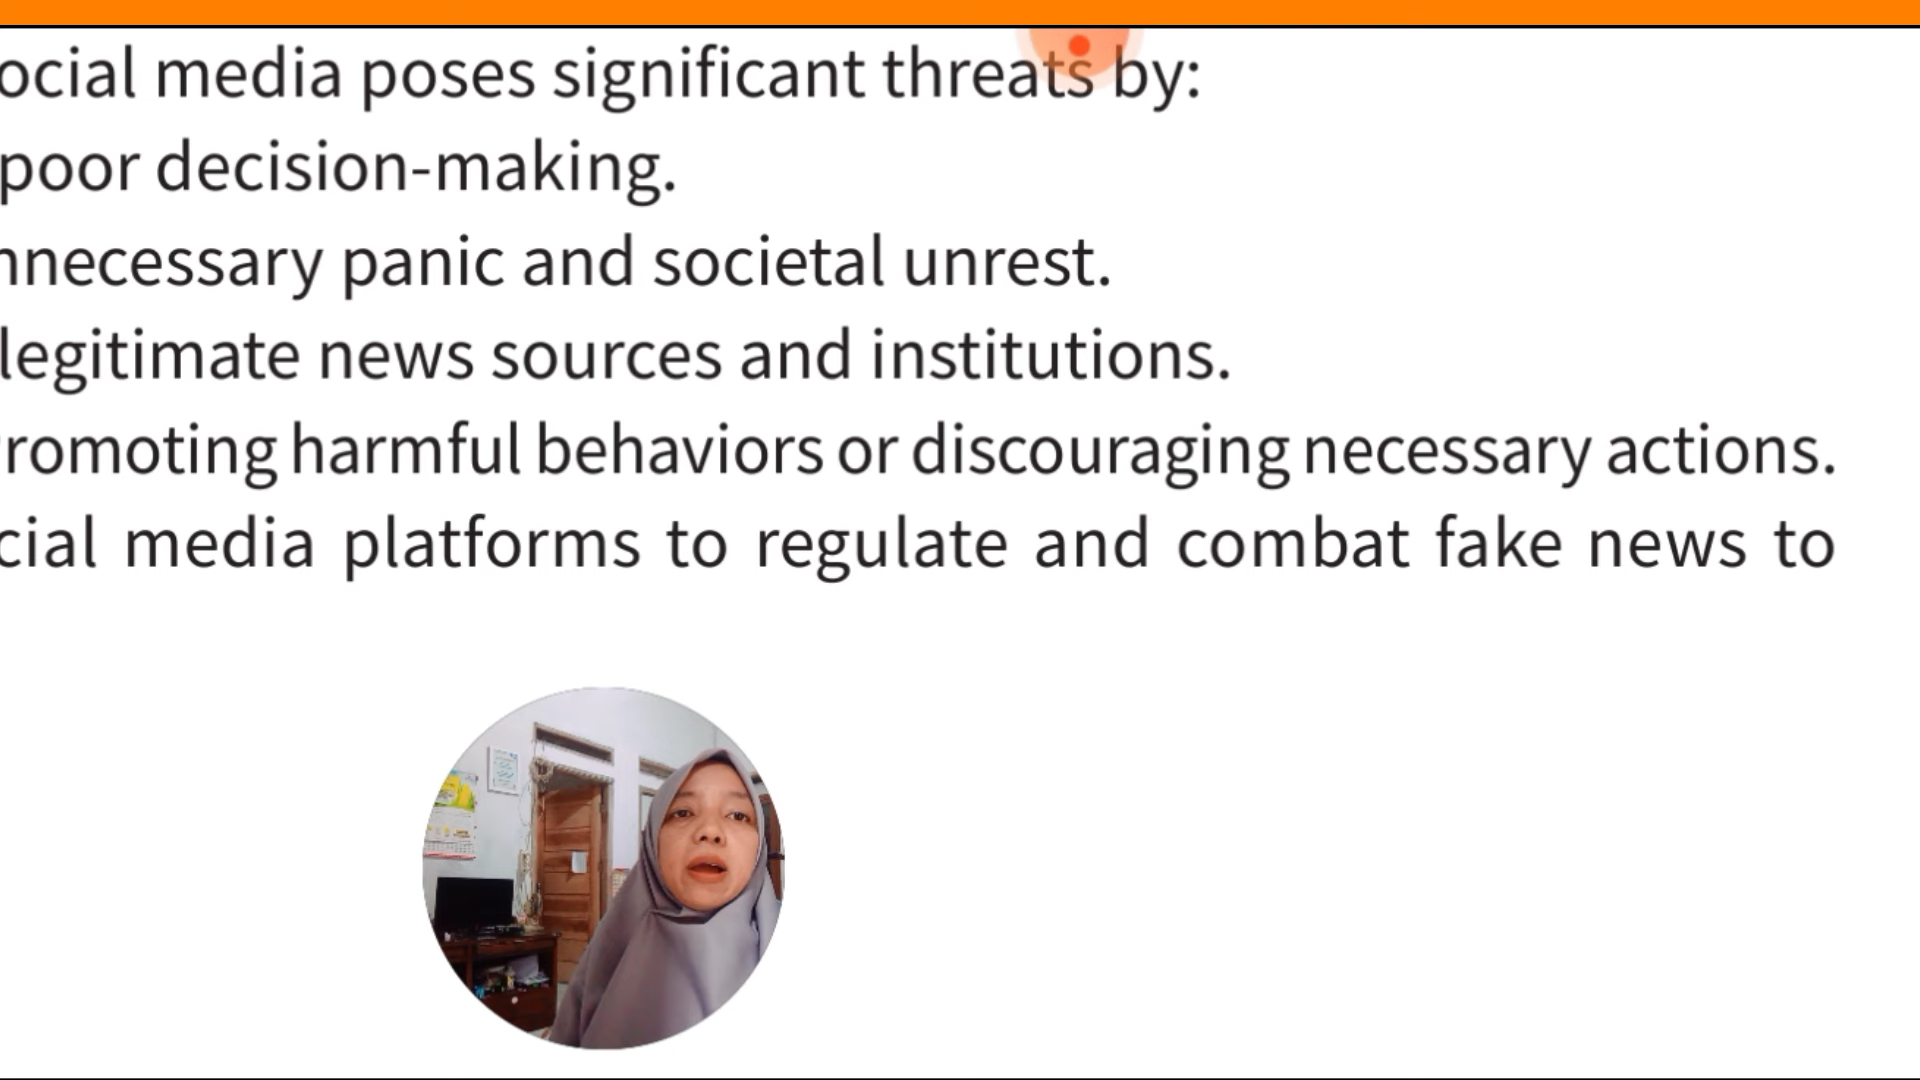 ocial media poses significant threats by:
poor decision-making.
nnecessary panic and societal unrest.
legitimate news sources and institutions.
romoting harmful behaviors or discouraging necessary actions.
cial media platforms to regulate and combat fake news to